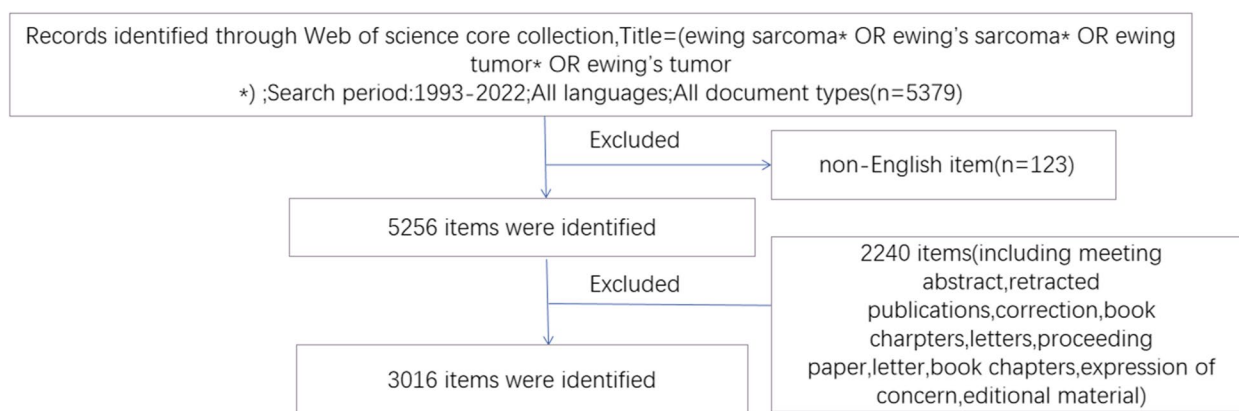 Records identified through Web of science core collection,Title=(ewing sarcoma* OR ewing's sarcoma* OR ewing
tumor* OR ewing's tumor
*) ;Search period:1993-2022;All languages;All document types(n=5379)
Excluded
non-English item(n=123)
5256 items were identified
Excluded
2240 items(including meeting
abstract,retracted
publications,correction,book
charpters,letters,proceeding
paper,letter,book chapters,expression of
concern,editional material)
3016 items were identified